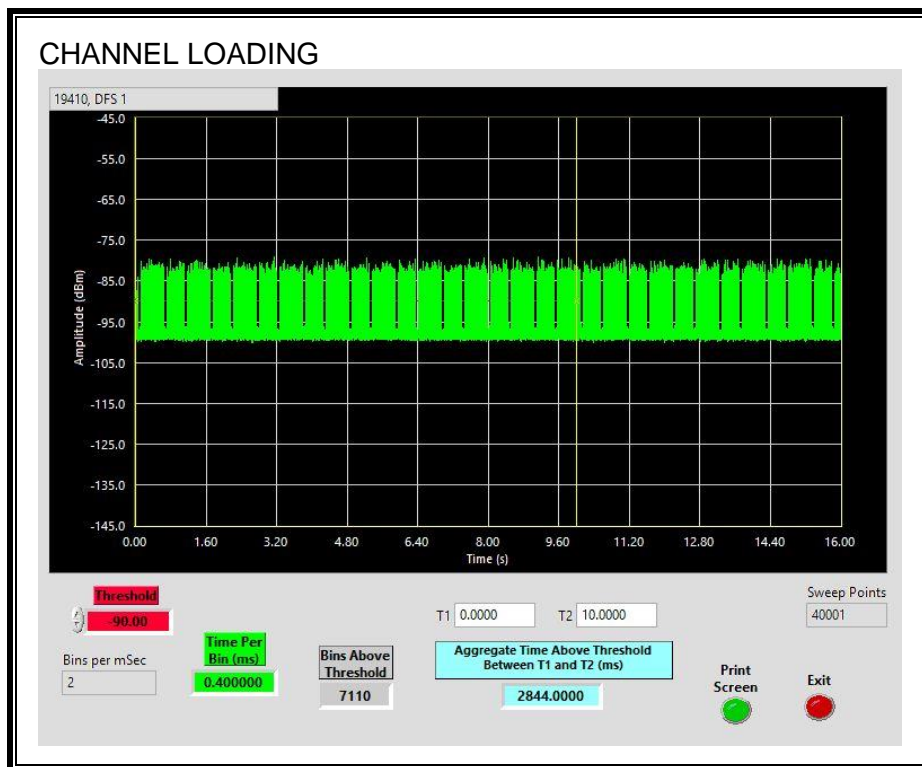 CHANNEL LOADING
19410, DFS 1
-45.0
-55.0
-65.0
-75.0
-85.0
-95.0
-105.0
-115.0
-125.0
-135.0
-145.0
Amplitude (dBm)
0.00 1.60 3.20 4.80 6.40 8.00 9.60 11.20 12.80 14.40 16.00
Time (s)
Threshold
-90.00
Bins per mSec
2
Time Per
Bin (ms)
0.400000
Bins Above
Threshold
7110
T1 0.0000 T2 10.0000
Aggregate Time Above Threshold
Between T1 and T2 (ms)
2844.0000
Sweep Points
40001
Print
Screen
Exit